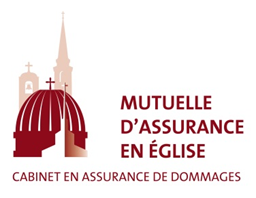 MUTUELLE
D'ASSURANCE
EN ÉGLISE
CABINET EN ASSURANCE DE DOMMAGES